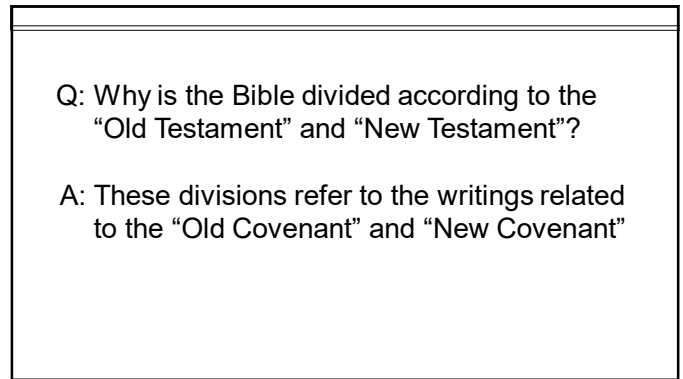 Q: Why is the Bible divided according to the
“Old Testament” and “New Testament”?
A: These divisions refer to the writings related
to the “Old Covenant” and “New Covenant”